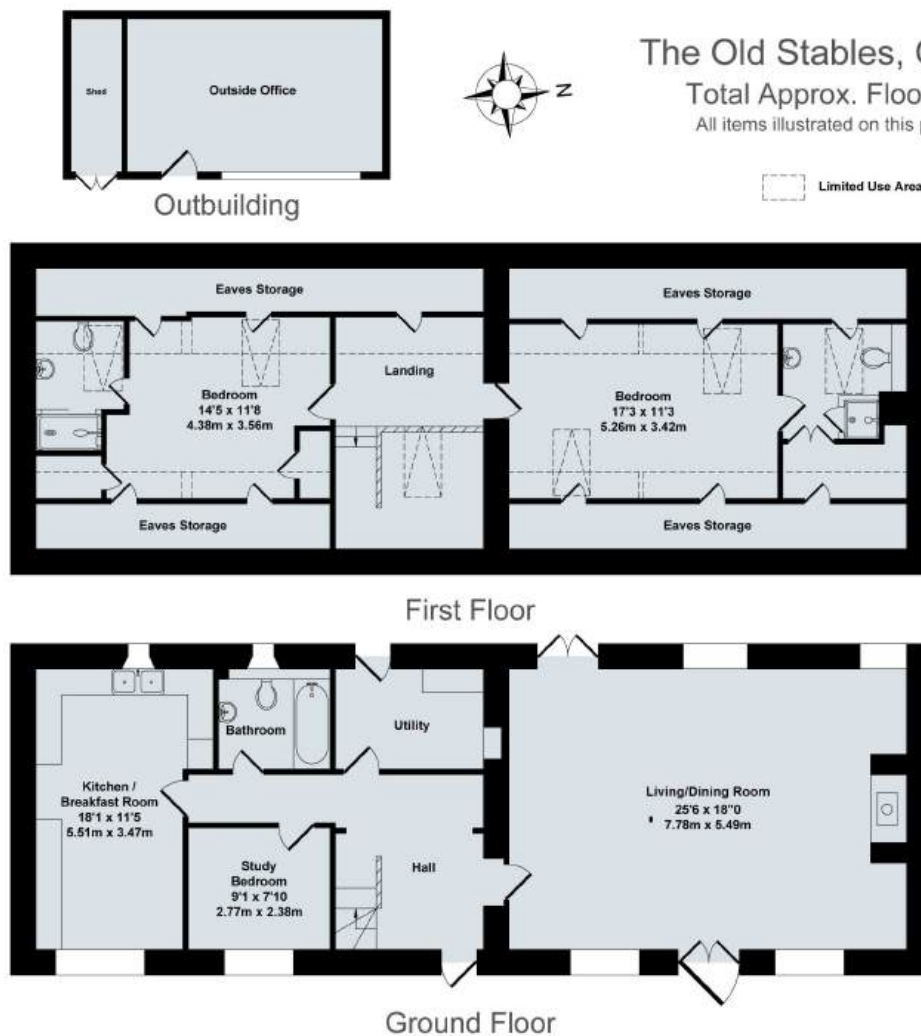 The Old Stables,
Total Approx.
All items illustrated on this
N
Limited Use Area
Shed
Outside Office
Outbuilding
Eaves Storage
Eaves Storage
Bedroom
14'5 x 11'8
4.38m x 3.56m
Landing
Bedroom
17'3 x 11'3
5.26m x 3.42m
Eaves Storage
Eaves Storage
First Floor
Kitchen /
Breakfast Room
18'1 x 11'5
5.51m x 3.47m
Bathroom
Utility
Living/Dining Room
25'6 x 18"0
7.78m x 5.49m
Study
Bedroom
9'1 x 7'10
2.77m x 2.38m
Hall
Ground Floor